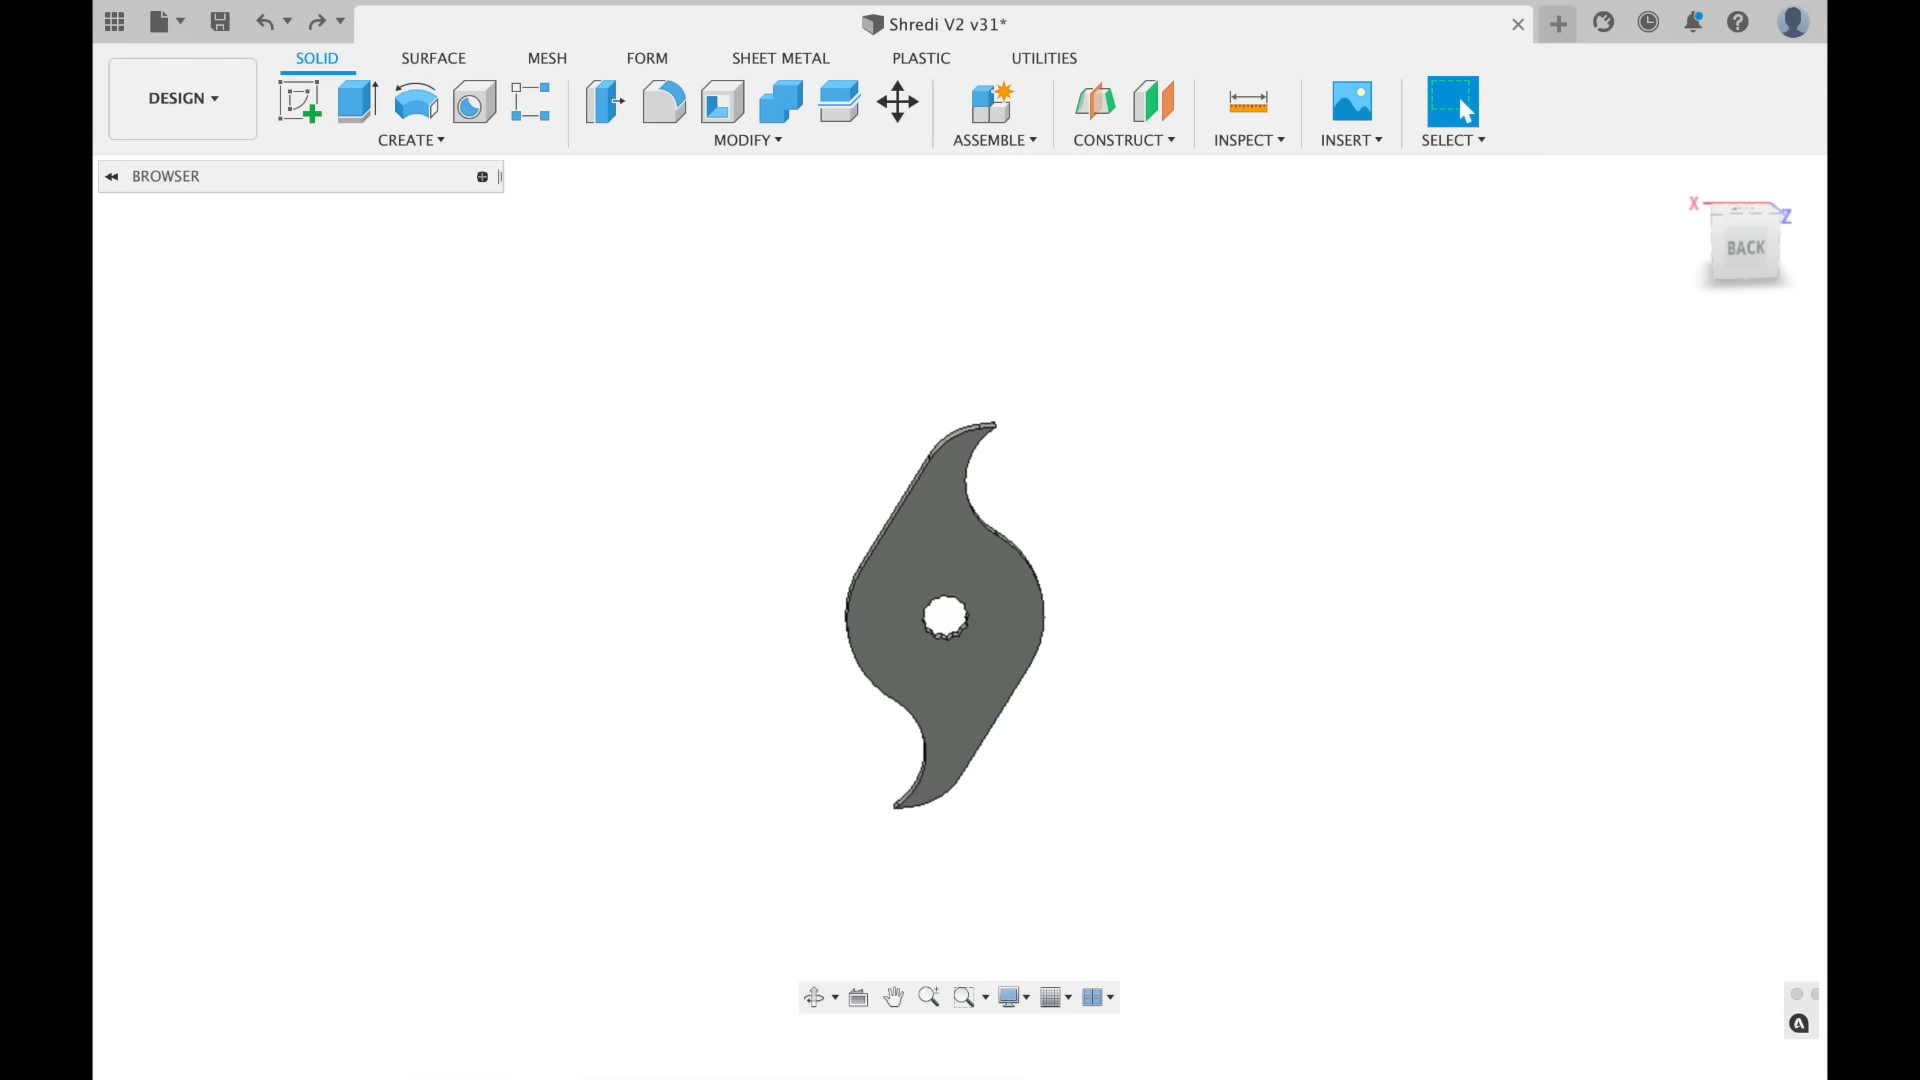 Shredi V2 v31*
SOLID
SURFACE
MESH
FORM
SHEET METAL
PLASTIC
UTILITIES
DESIGN
CREATE
MODIFY
ASSEMBLE
CONSTRUCT
INSPECT
INSERT
SELECT
BROWSER
X
Z
BACK